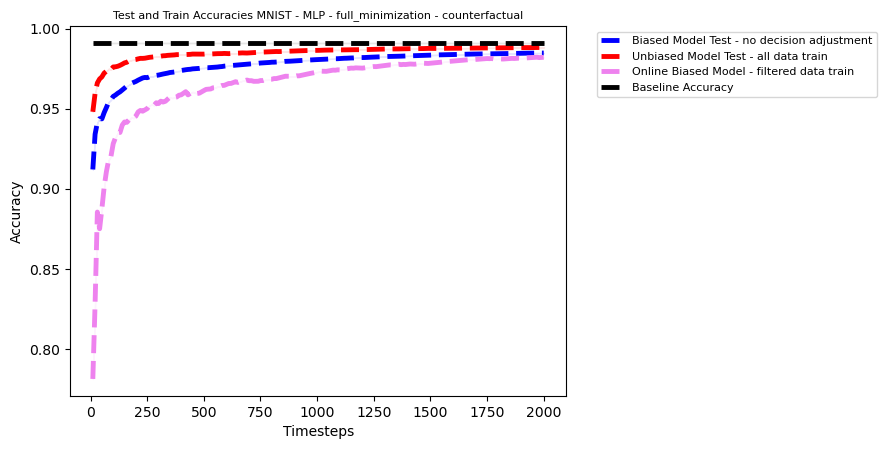 Test and Train Accuracies MNIST - MLP - full_minimization - counterfactual
1.00
0.95
0.90
0.85
0.80
Accuracy
0 250 500 750 1000 1250 1500 1750 2000
Timesteps
Biased Model Test - no decision adjustment
Unbiased Model Test - all data train
Online Biased Model - filtered data train
Baseline Accuracy